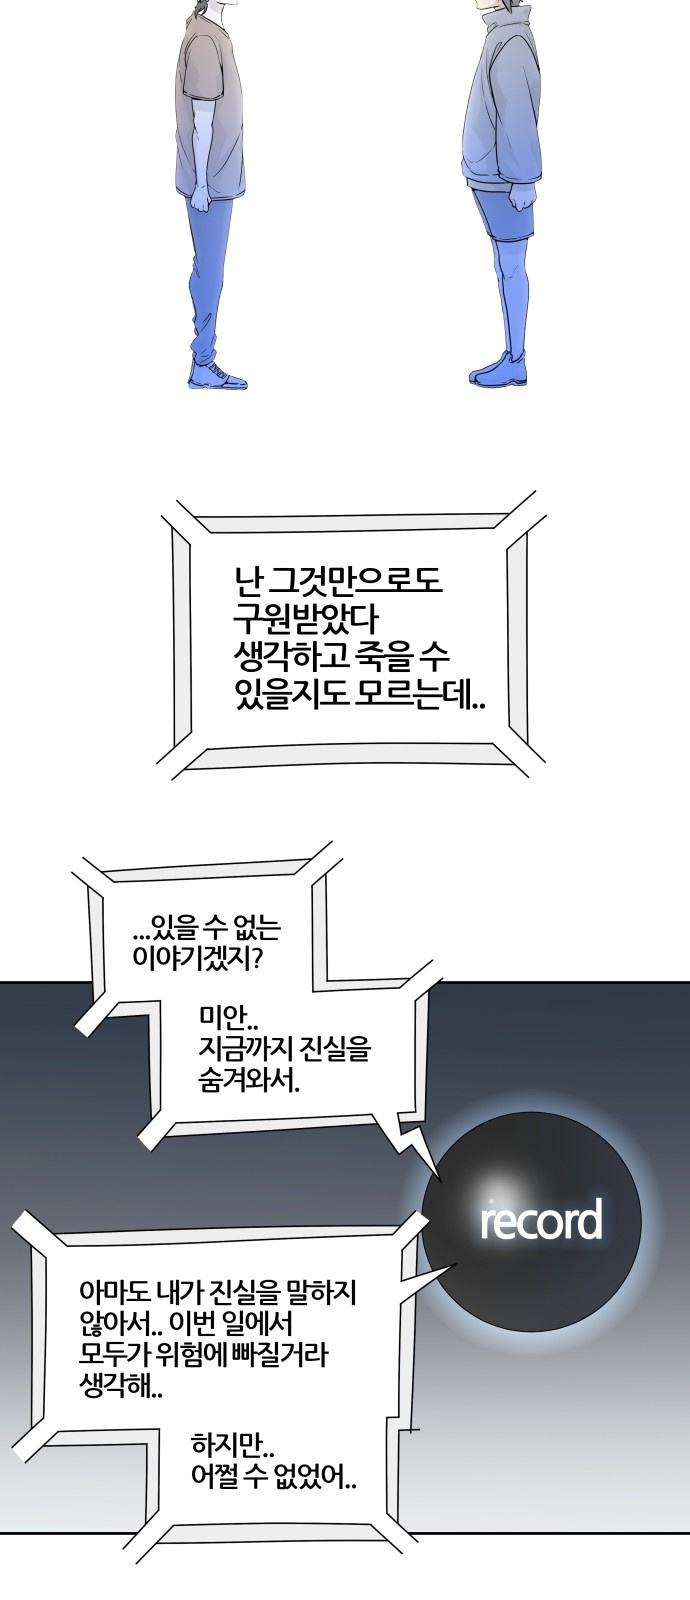 난 그것만으로도
구원받았다
생각하고 죽을 수
있을지도 모르는데..
...있을 수 없는
이야기겠지?
미안..
지금까지 진실을
숨겨와서.
record
아마도 내가 진실을 말하지
않아서.. 이번 일에서
모두가 위험에 빠질거라
생각해..
하지만..
어쩔 수 없었어..